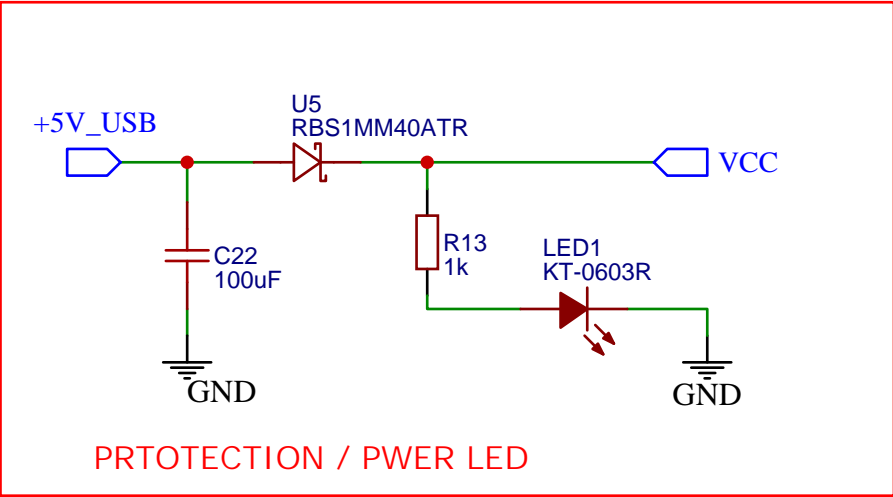 +5V_USB
U5
RBS1MM40ATR
VCC
C22
100uF
R13
1k
LED1
KT-0603R
GND
GND
PRTOTECTION / PWER LED